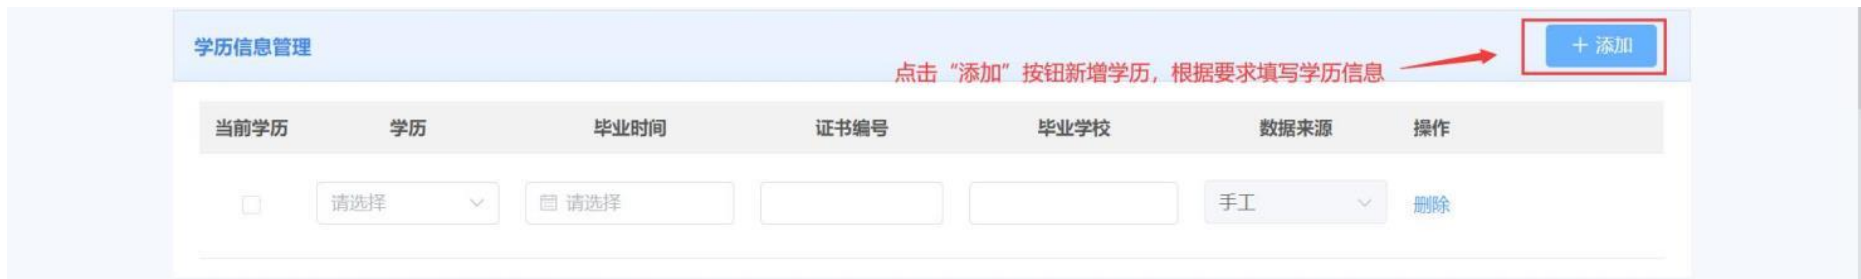 学历信息管理
+ 添加
点击“添加”按钮新增学历，根据要求填写学历信息
当前学历 学历 毕业时间 证书编号 毕业学校 数据来源 操作
请选择 请选择 手工 删除